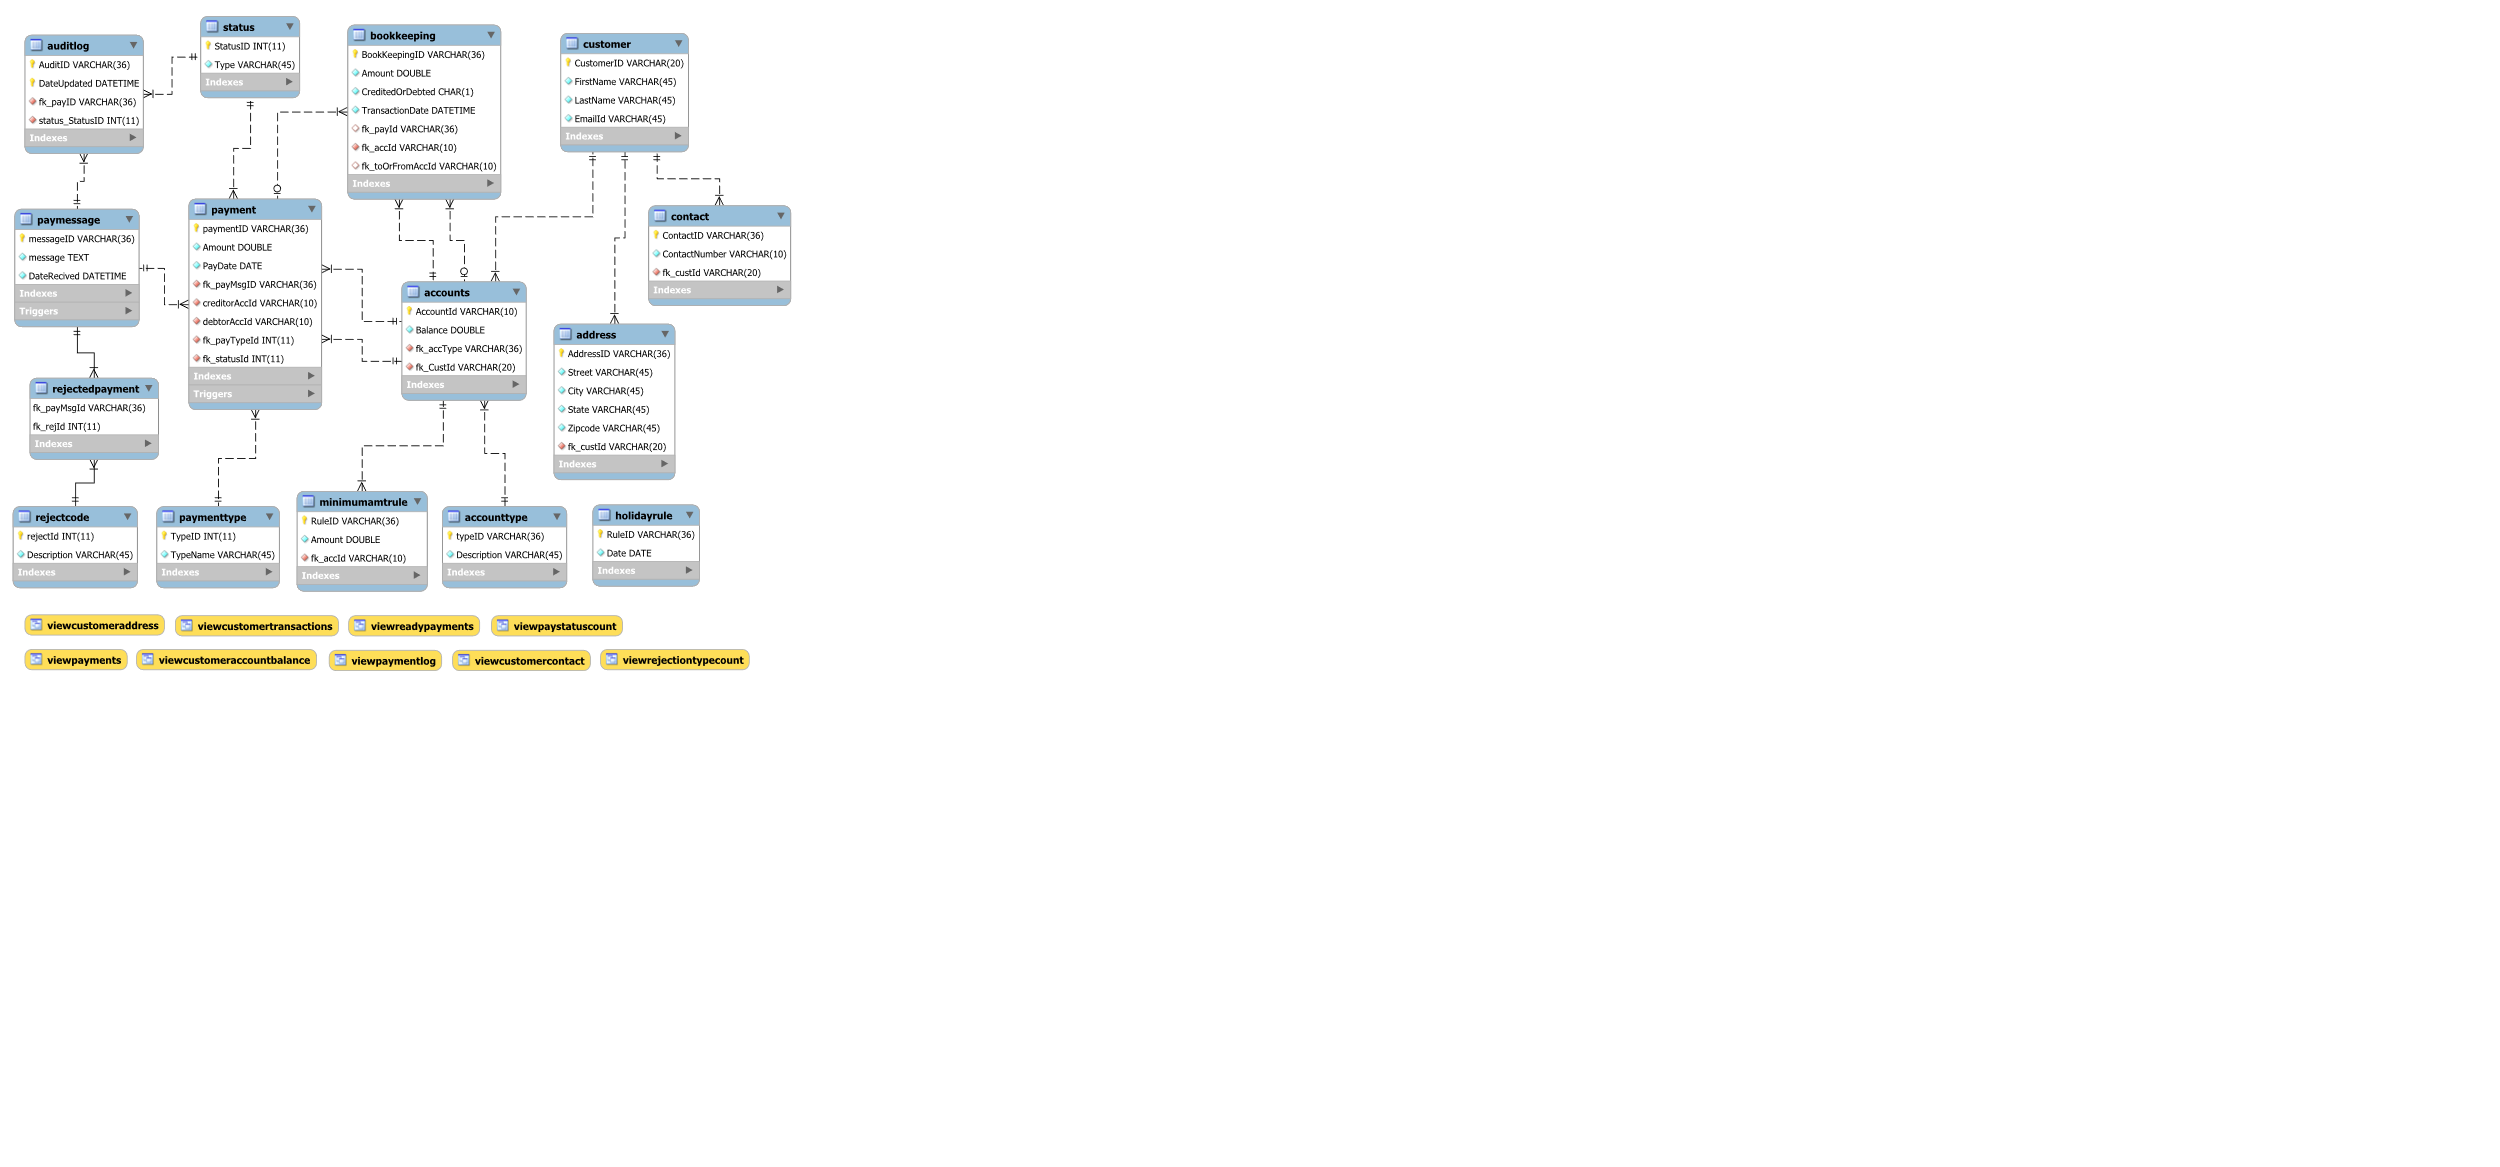 auditlog
AuditID VARCHAR(36)
DateUpdated DATETIME
fk_payID VARCHAR(36)
status_StatusID INT(11)
Indexes
status
StatusID INT(11)
Type VARCHAR(45)
Indexes
bookkeeping
BookKeepingID VARCHAR(36)
Amount DOUBLE
CreditedOrDebted CHAR(1)
TransactionDate DATETIME
fk_payId VARCHAR(36)
fk_accId VARCHAR(10)
fk_toOrFromAccId VARCHAR(10)
Indexes
customer
CustomerID VARCHAR(20)
FirstName VARCHAR(45)
LastName VARCHAR(45)
EmailId VARCHAR(45)
Indexes
paymessage
messageID VARCHAR(36)
message TEXT
DateRecived DATETIME
Indexes
Triggers
payment
paymentID VARCHAR(36)
Amount DOUBLE
PayDate DATE
fk_payMsgID VARCHAR(36)
creditorAccId VARCHAR(10)
debtorAccId VARCHAR(10)
fk_payTypeId INT(11)
fk_statusId INT(11)
Indexes
Triggers
contact
ContactID VARCHAR(36)
ContactNumber VARCHAR(10)
fk_custId VARCHAR(20)
Indexes
accounts
AccountId VARCHAR(10)
Balance DOUBLE
fk_accType VARCHAR(36)
fk_CustId VARCHAR(20)
Indexes
address
AddressID VARCHAR(36)
Street VARCHAR(45)
City VARCHAR(45)
State VARCHAR(45)
Zipcode VARCHAR(45)
fk_custId VARCHAR(20)
Indexes
rejectedpayment
fk_payMsgId VARCHAR(36)
fk_rejId INT(11)
Indexes
rejectcode
rejectId INT(11)
Description VARCHAR(45)
Indexes
paymenttype
TypeID INT(11)
TypeName VARCHAR(45)
Indexes
minimumamtrule
RuleID VARCHAR(36)
Amount DOUBLE
fk_accId VARCHAR(10)
Indexes
accounttype
typeID VARCHAR(36)
Description VARCHAR(45)
Indexes
holidayrule
RuleID VARCHAR(36)
Date DATE
Indexes
viewcustomeraddress
viewcustomertransactions
viewreadypayments
viewpaystatuscount
viewpayments
viewcustomeraccountbalance
viewpaymentlog
viewcustomercontact
viewrejectiontypecount